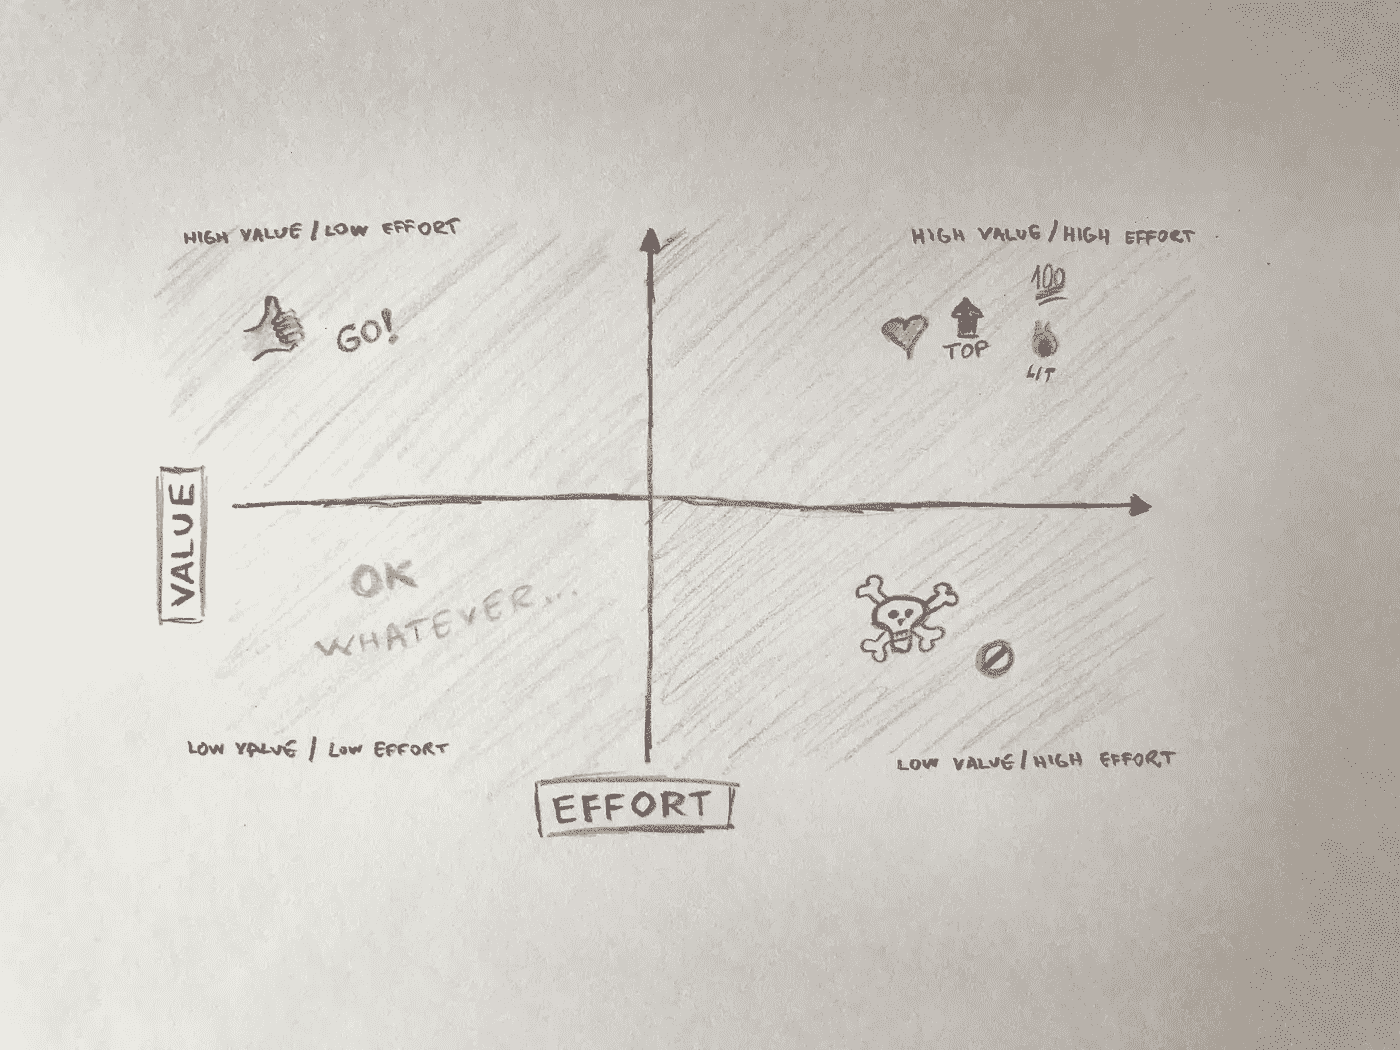 HIGH VALUE / LOW EFFORT
HIGH VALUE / HIGH EFFORT
100
GO!
TOP
LIT
VALUE
OK
WHATEVER...
LOW VALUE / LOW EFFORT
LOW VALUE / HIGH EFFORT
EFFORT